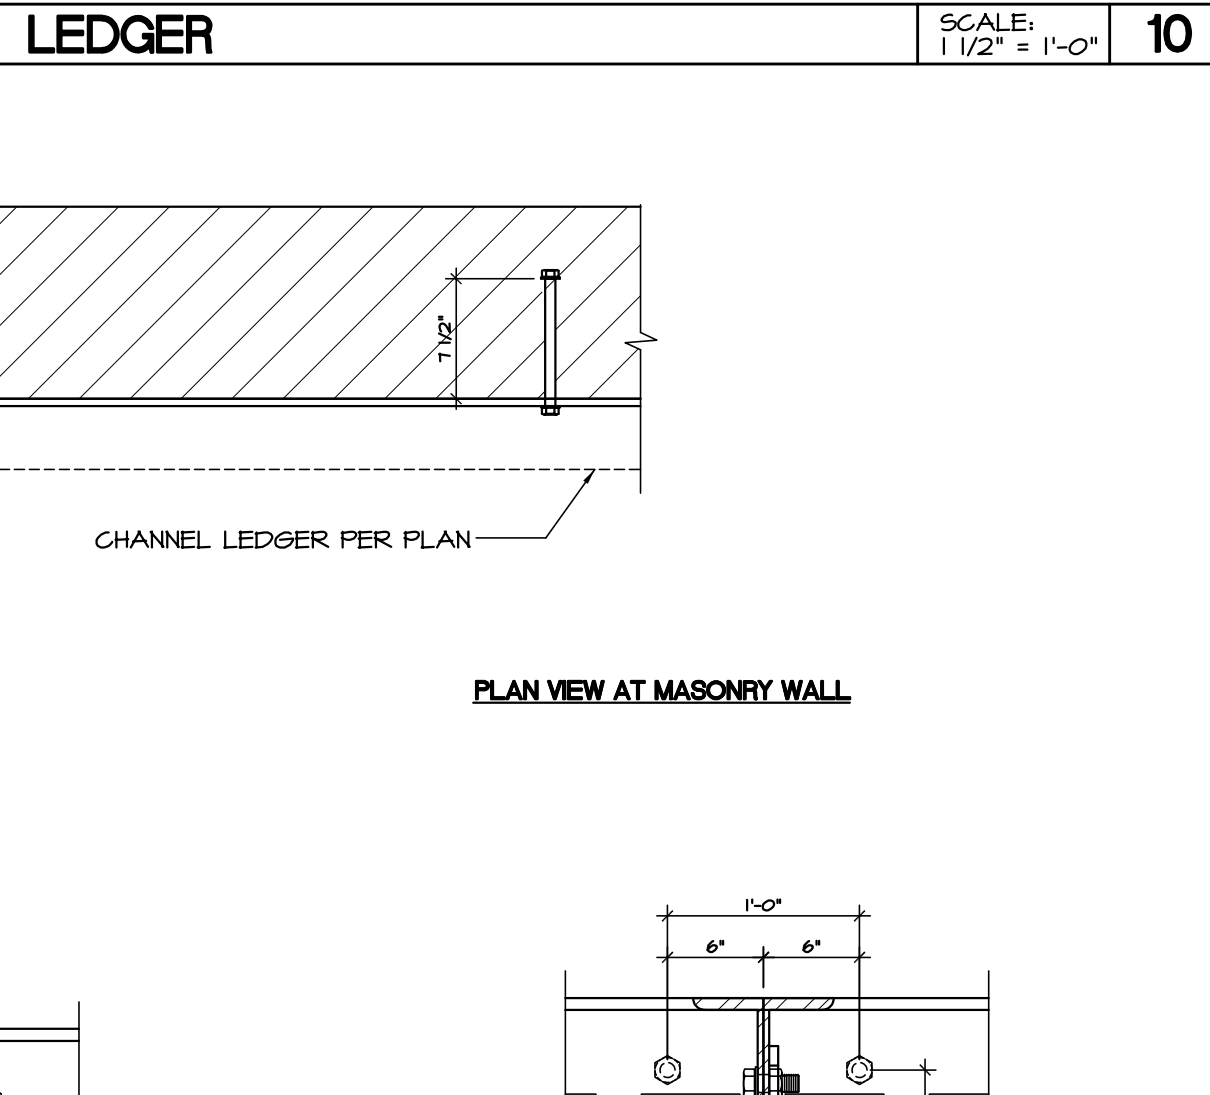 LEDGER
SCALE:
1 1/2" = 1'-0"
10
7 1/2"
CHANNEL LEDGER PER PLAN
PLAN VIEW AT MASONRY WALL
1'-0"
6" 6"